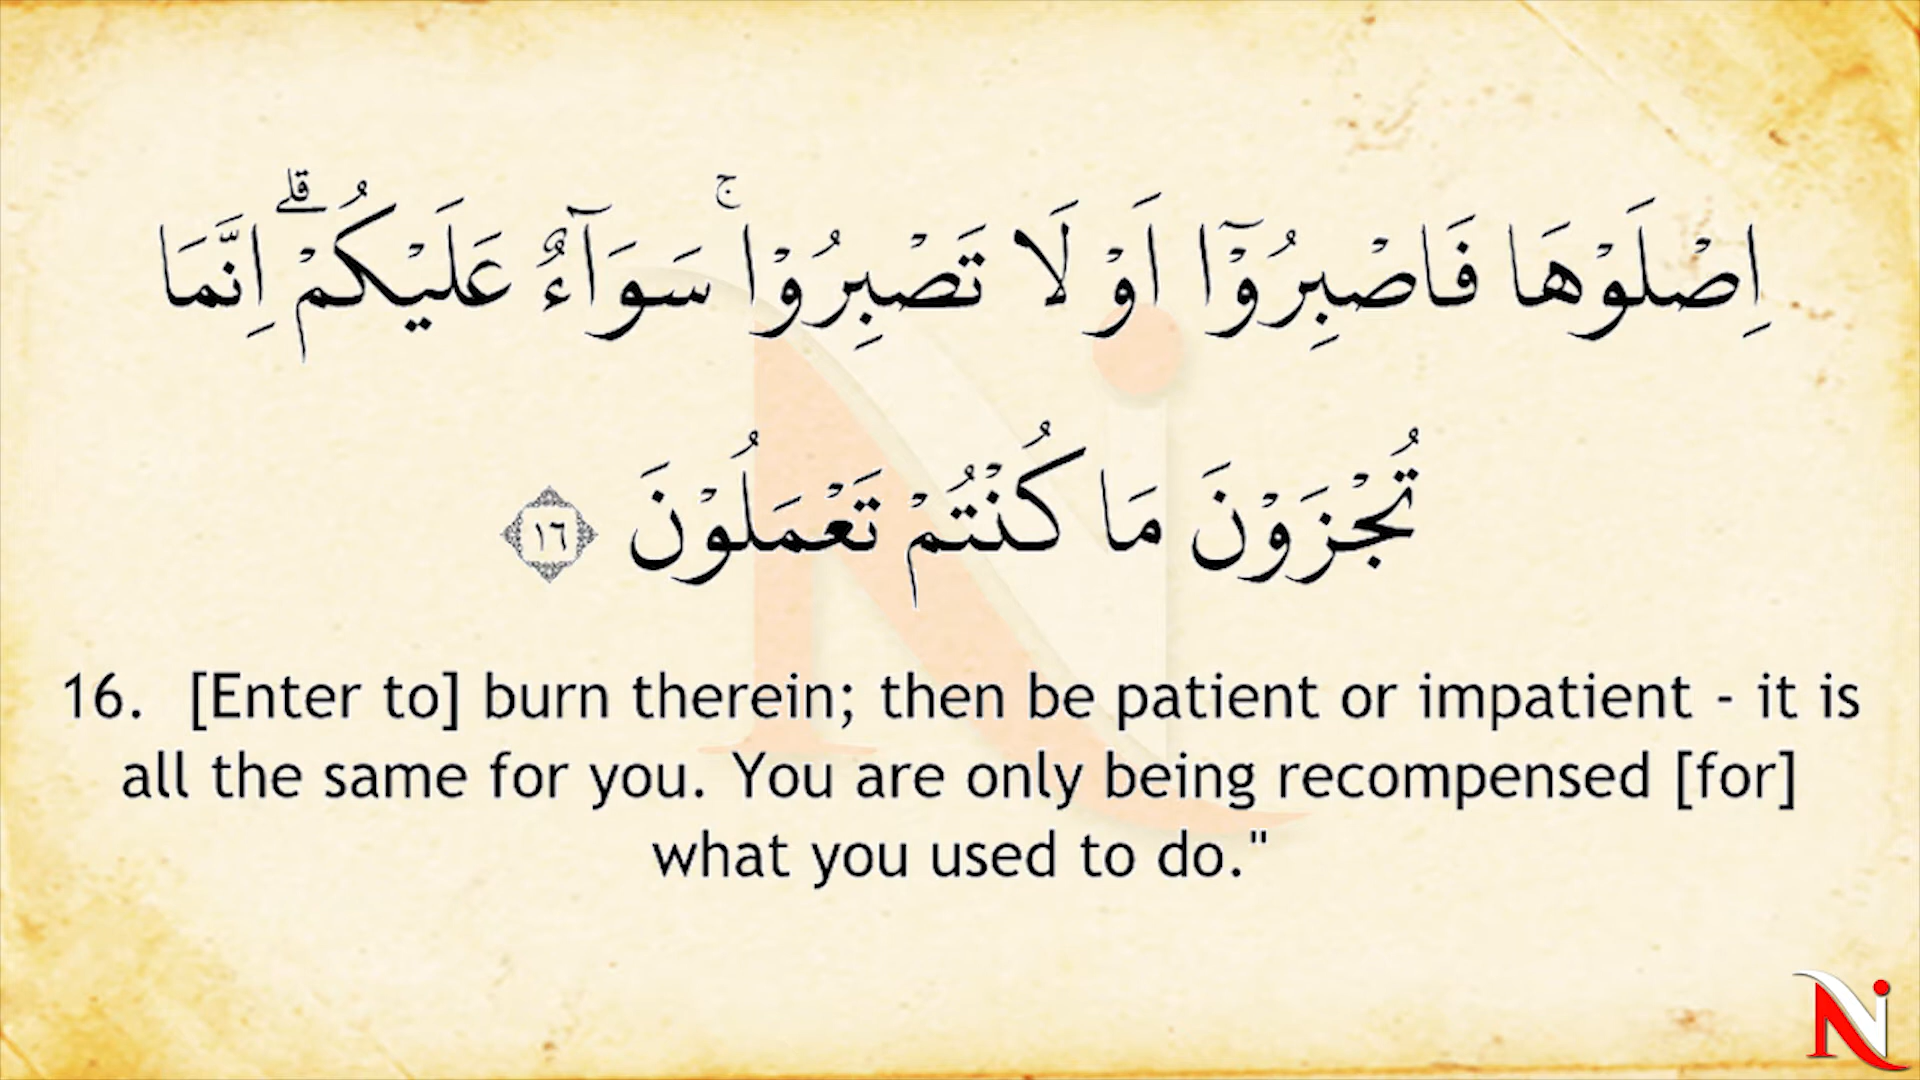 اِصْلَوْهَا فَاصْبِرُوْٓا اَوْ لَا تَصْبِرُوْا ۚ سَوَآءٌ عَلَيْكُمْ ۗ اِنَّمَا
تُجْزَوْنَ مَا كُنْتُمْ تَعْمَلُوْنَ ١٦
16. [Enter to] burn therein; then be patient or impatient - it is
all the same for you. You are only being recompensed [for]
what you used to do."
Ni